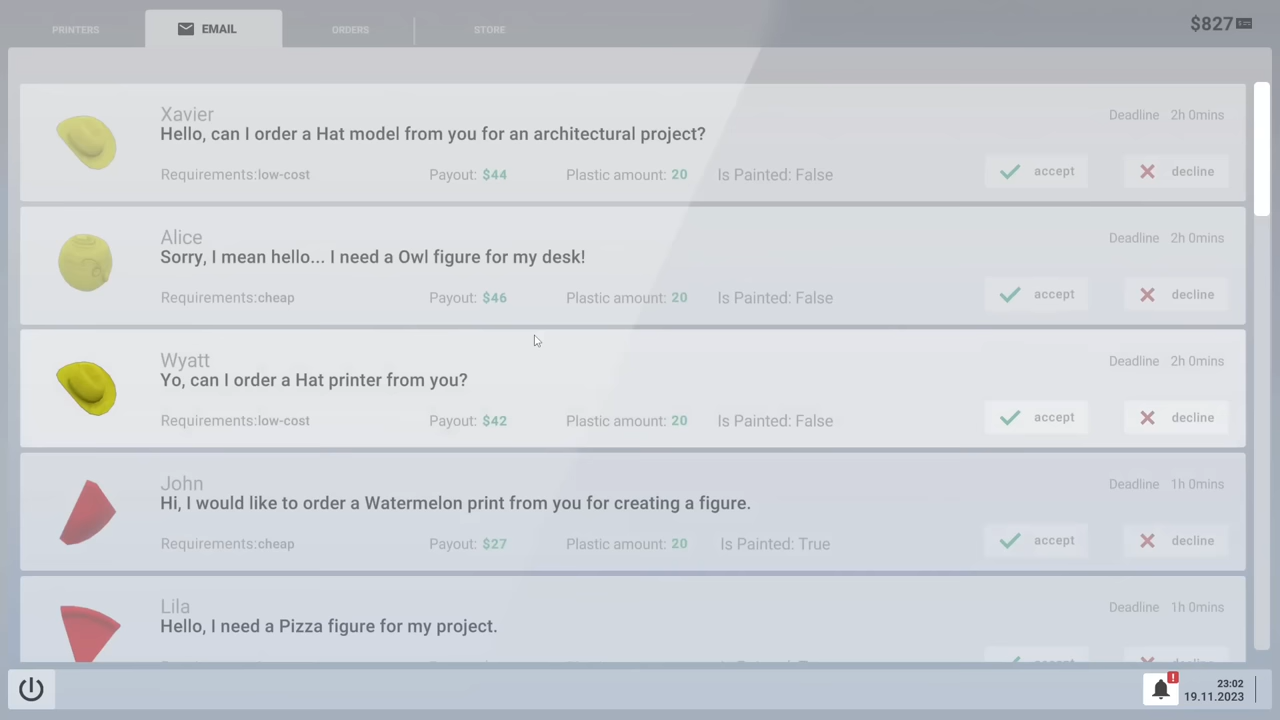 PRINTERS
EMAIL
ORDERS
STORE
$827
Xavier
Deadline 2h 0mins
Hello, can I order a Hat model from you for an architectural project?
Requirements:low-cost Payout: $44 Plastic amount: 20 Is Painted: False accept decline
Alice
Deadline 2h 0mins
Sorry, I mean hello... I need a Owl figure for my desk!
Requirements:cheap Payout: $46 Plastic amount: 20 Is Painted: False accept decline
Wyatt
Deadline 2h 0mins
Yo, can I order a Hat printer from you?
Requirements:low-cost Payout: $42 Plastic amount: 20 Is Painted: False accept decline
John
Deadline 1h 0mins
Hi, I would like to order a Watermelon print from you for creating a figure.
Requirements:cheap Payout: $27 Plastic amount: 20 Is Painted: True accept decline
Lila
Deadline 1h 0mins
Hello, I need a Pizza figure for my project.
23:02
19.11.2023